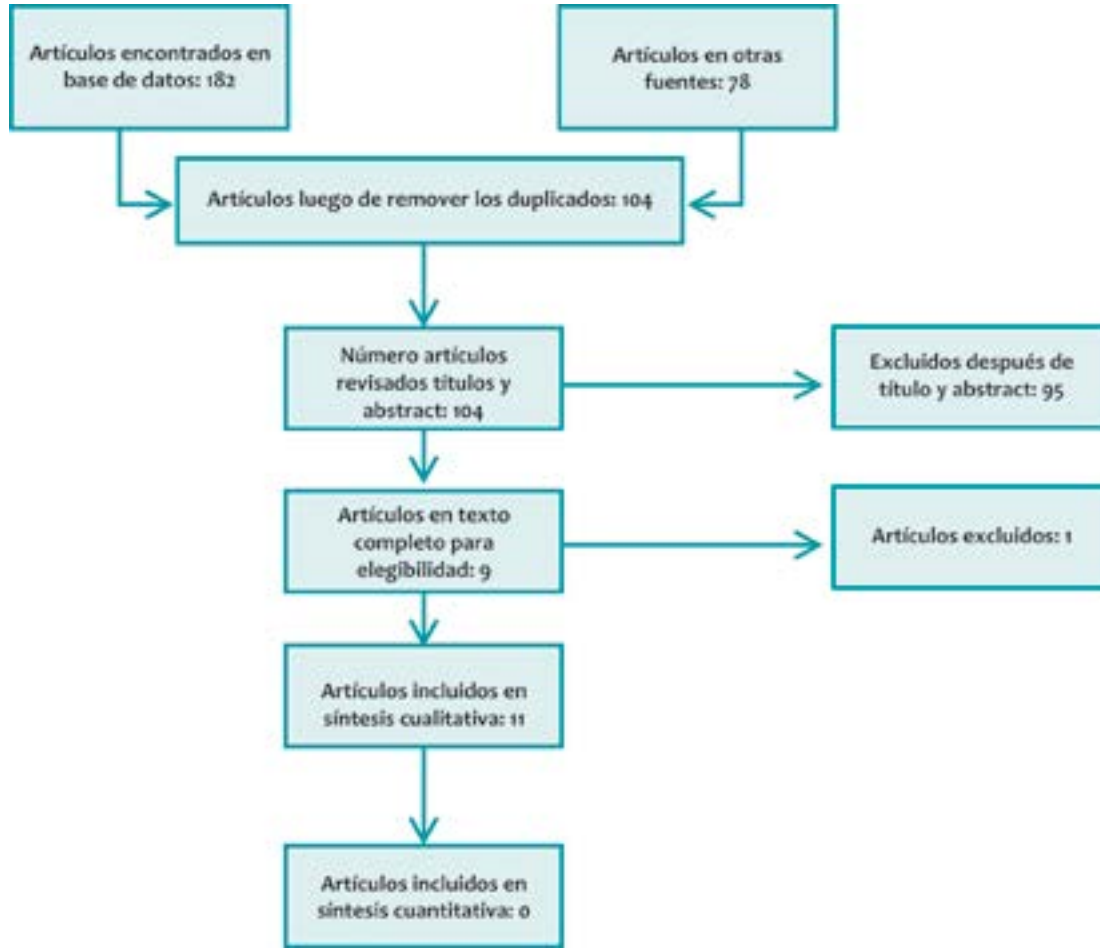 Artículos encontrados en
base de datos: 182
Artículos en otras
fuentes: 78
Artículos luego de remover los duplicados: 104
Número artículos
revisados títulos y
abstract: 104
Excluidos después de
título y abstract: 95
Artículos en texto
completo para
elegibilidad: 9
Artículos excluidos: 1
Artículos incluidos en
síntesis cualitativa: 11
Artículos incluidos en
síntesis cuantitativa: 0